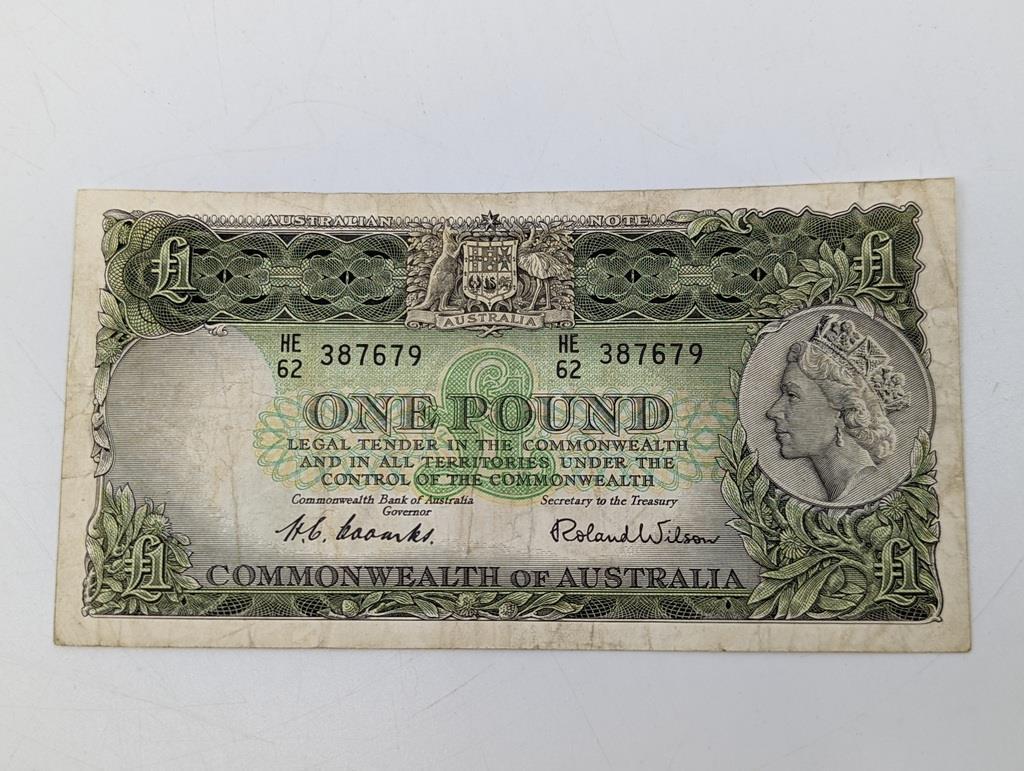 AUSTRALIAN NOTE
£1 £1
AUSTRALIA
HE 62 387679 HE 62 387679
£
ONE POUND
LEGAL TENDER IN THE COMMONWEALTH
AND IN ALL TERRITORIES UNDER THE
CONTROL OF THE COMMONWEALTH
Commonwealth Bank of Australia Secretary to the Treasury
Governor
H.C. Coombs. Roland Wilson
£1 £1
COMMONWEALTH OF AUSTRALIA